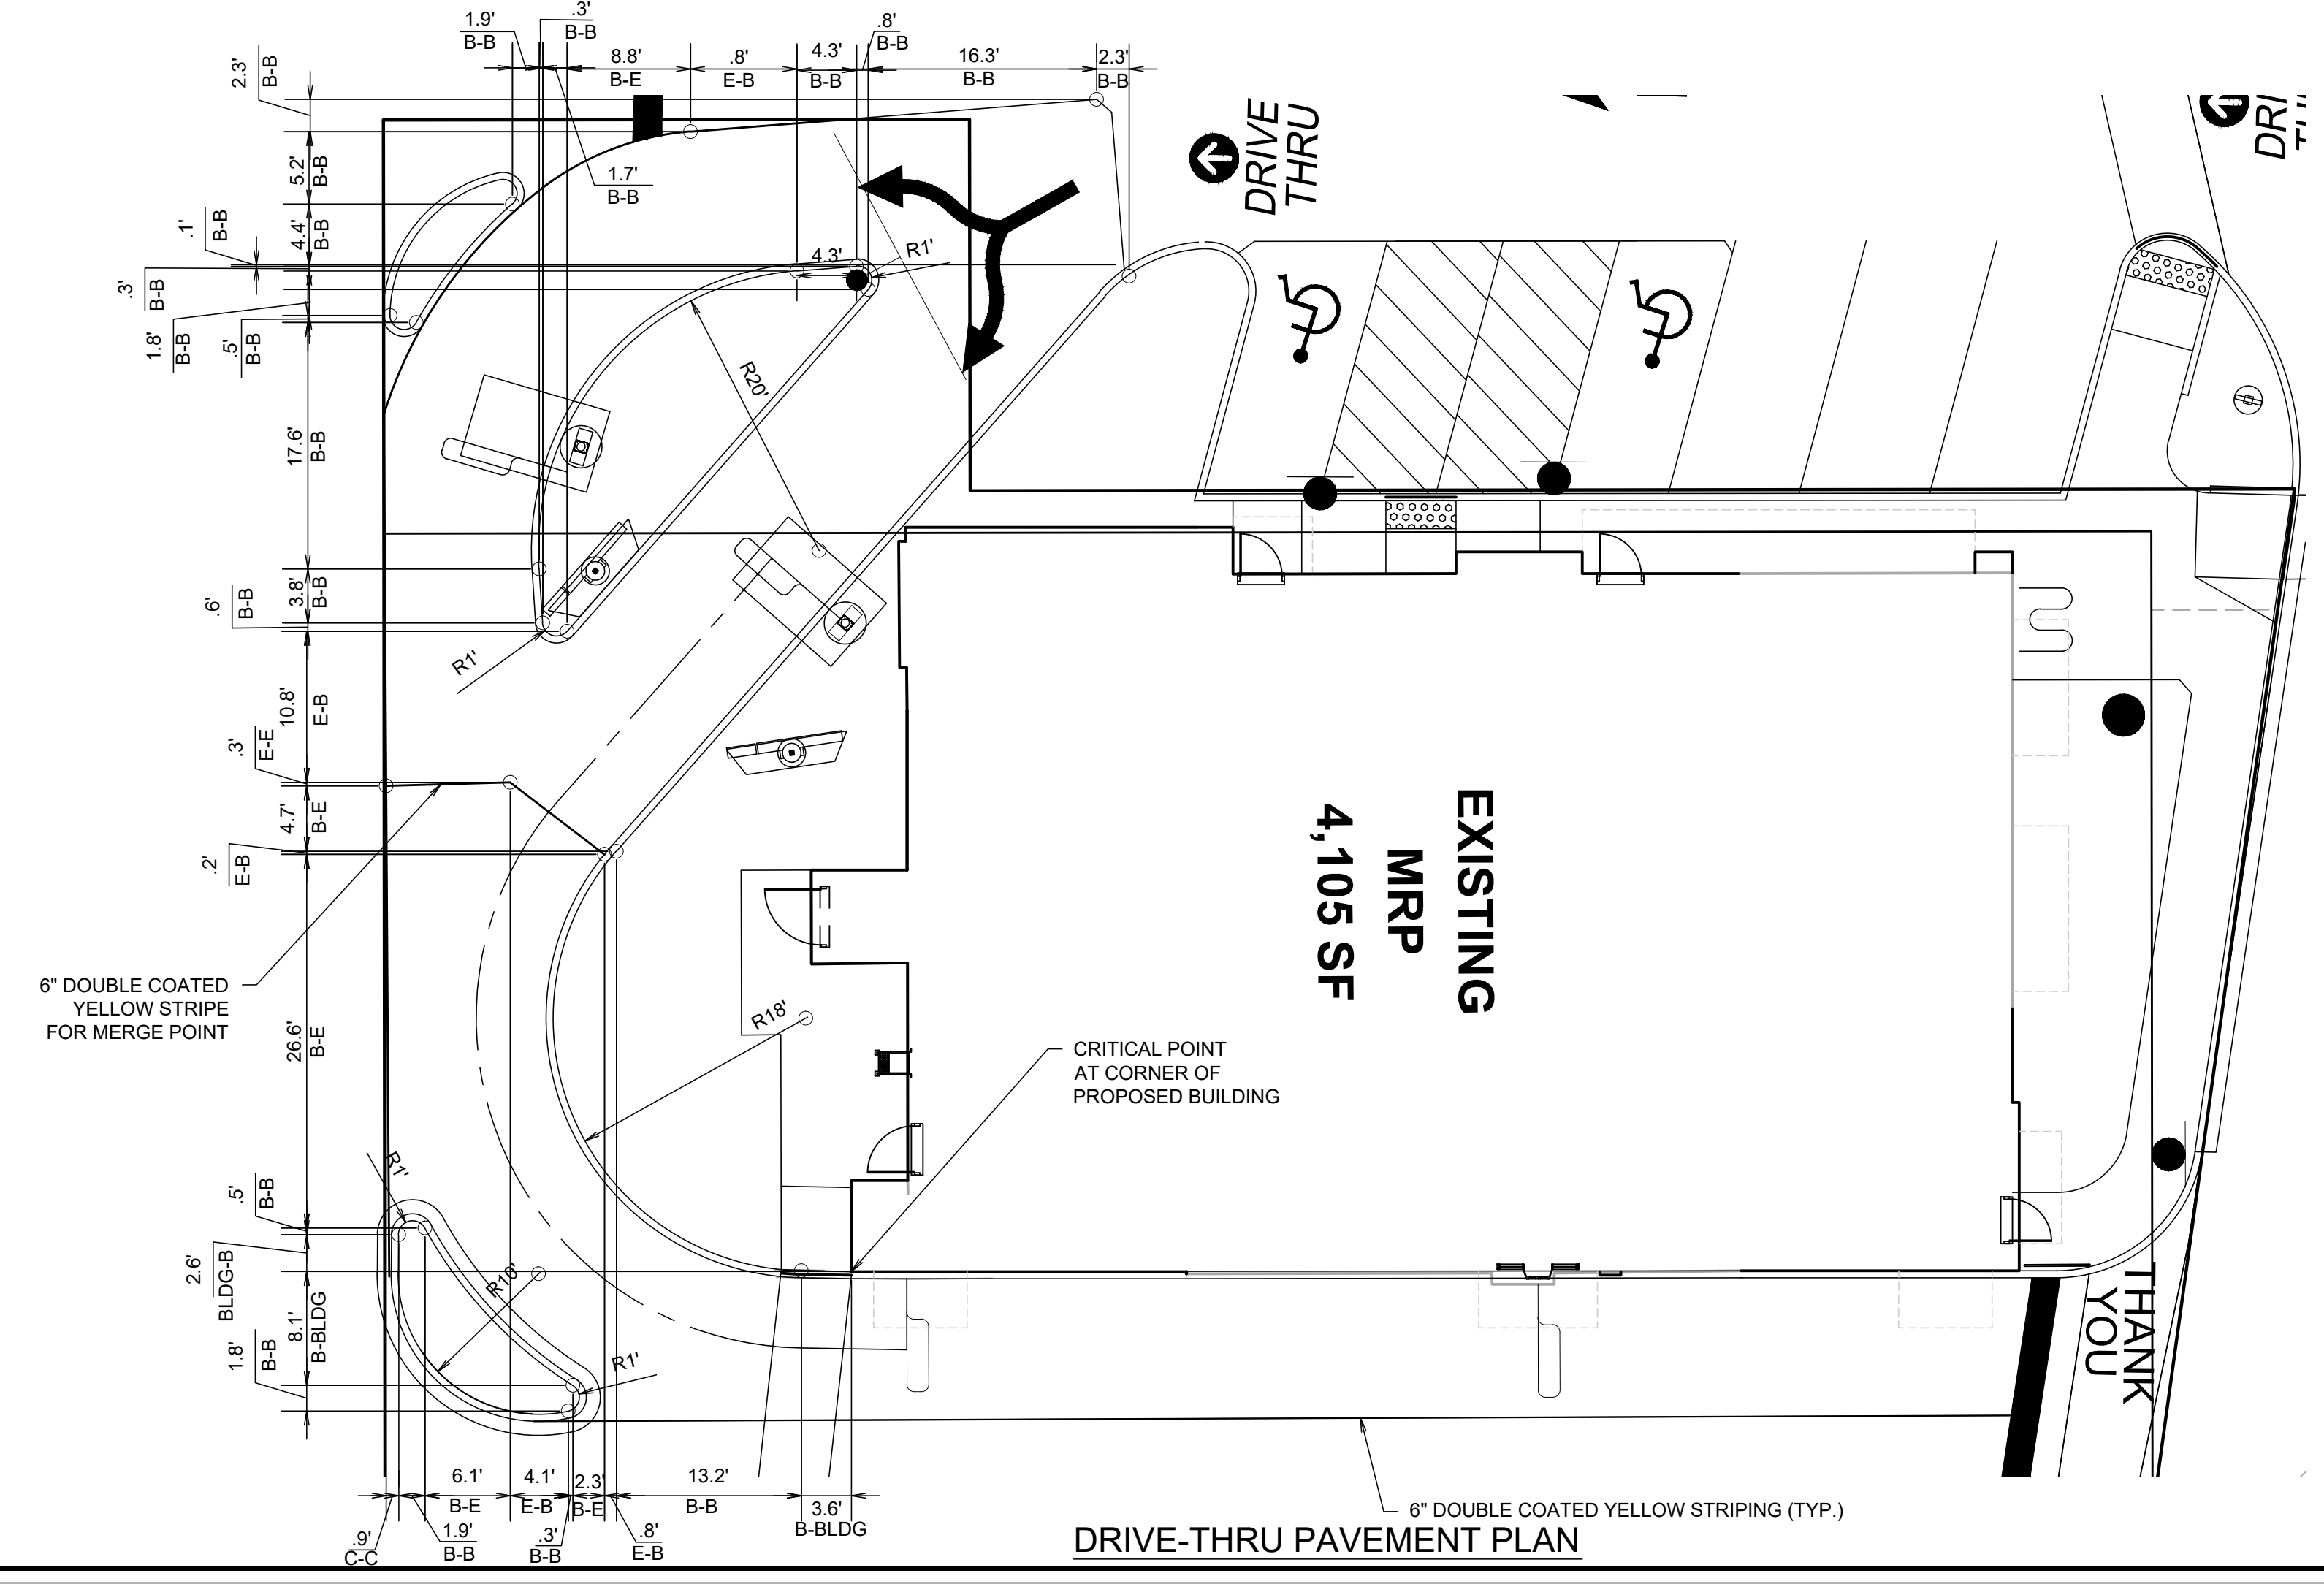 1.9'
B-B
.3'
B-B
8.8'
B-E
.8'
E-B
4.3'
B-B
.8'
B-B
16.3'
B-B
2.3'
B-B
2.3'
B-B
5.2'
B-B
1.7'
B-B
DRIVE
THRU
.1'
B-B
4.4'
B-B
4.3'
R1'
.3'
B-B
1.8'
B-B
.5'
B-B
R20'
17.6'
B-B
3.8'
B-B
.6'
B-B
R1'
10.8'
E-B
.3'
E-E
4.7'
B-E
.2'
E-B
EXISTING
MRP
4,105 SF
6" DOUBLE COATED
YELLOW STRIPE
FOR MERGE POINT
26.6'
B-E
R18'
CRITICAL POINT
AT CORNER OF
PROPOSED BUILDING
R1'
.5'
B-B
2.6'
BLDG-B
R10'
8.1'
B-BLDG
1.8'
B-B
R1'
THANK
YOU
6.1'
B-E
4.1'
E-B
2.3'
B-E
13.2'
B-B
3.6'
B-BLDG
.9'
C-C
1.9'
B-B
.3'
B-B
.8'
E-B
6" DOUBLE COATED YELLOW STRIPING (TYP.)
DRIVE-THRU PAVEMENT PLAN